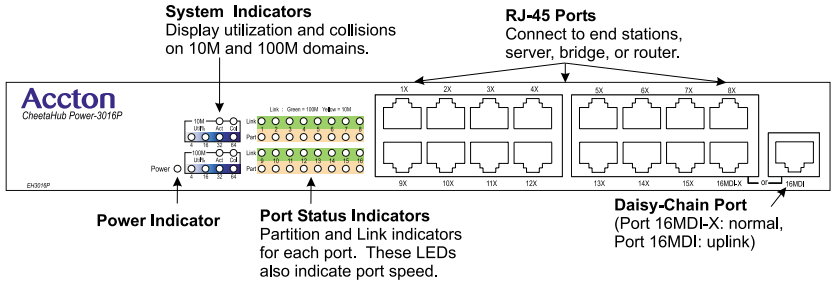 System Indicators
Display utilization and collisions
on 10M and 100M domains.
RJ-45 Ports
Connect to end stations,
server, bridge, or router.
Accton
CheetaHub Power-3016P
10M
Util% Act Col
4 16 32 64
100M
Util% Act Col
4 16 32 64
Power
EH3016P
Link : Green = 100M Yellow = 10M
Link
1 2 3 4 5 6 7 8
Part
Link
9 10 11 12 13 14 15 16
Part
1X 2X 3X 4X 5X 6X 7X 8X
9X 10X 11X 12X 13X 14X 15X 16MDI-X or 16MDI
Power Indicator
Port Status Indicators
Partition and Link indicators
for each port. These LEDs
also indicate port speed.
Daisy-Chain Port
(Port 16MDI-X: normal,
Port 16MDI: uplink)